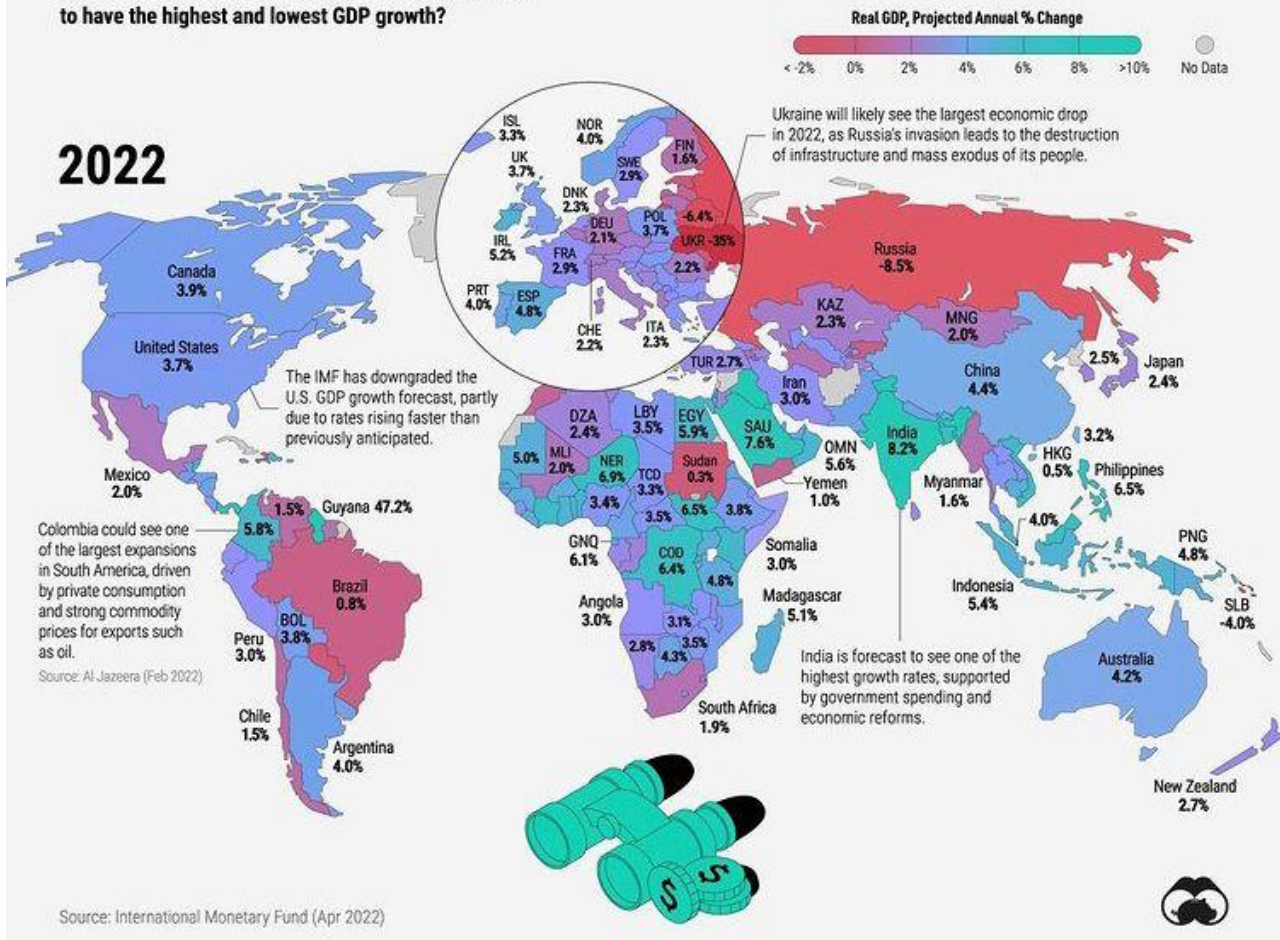 to have the highest and lowest GDP growth?
Real GDP, Projected Annual % Change
< -2%
0%
2%
4%
6%
8%
>10%
No Data
2022
Ukraine will likely see the largest economic drop
in 2022, as Russia's invasion leads to the destruction
of infrastructure and mass exodus of its people.
ISL
3.3%
NOR
4.0%
FIN
1.6%
UK
3.7%
SWE
2.9%
DNK
2.3%
DEU
2.1%
POL
3.7%
-6.4%
UKR -35%
IRL
5.2%
FRA
2.9%
2.2%
PRT
4.0%
ESP
4.8%
CHE
2.2%
ITA
2.3%
Canada
3.9%
United States
3.7%
The IMF has downgraded the
U.S. GDP growth forecast, partly
due to rates rising faster than
previously anticipated.
Russia
-8.5%
KAZ
2.3%
MNG
2.0%
TUR 2.7%
Iran
3.0%
China
4.4%
2.5%
Japan
2.4%
Mexico
2.0%
DZA
2.4%
LBY
3.5%
EGY
5.9%
SAU
7.6%
India
8.2%
3.2%
HKG
0.5%
5.0%
MLI
2.0%
NER
6.9%
TCD
3.3%
Sudan
0.3%
OMN
5.6%
Yemen
1.0%
Myanmar
1.6%
Philippines
6.5%
1.5%
Guyana 47.2%
5.8%
Colombia could see one
of the largest expansions
in South America, driven
by private consumption
and strong commodity
prices for exports such
as oil.
Source: Al Jazeera (Feb 2022)
3.4%
3.5%
6.5%
3.8%
4.0%
GNQ
6.1%
COD
6.4%
Somalia
3.0%
PNG
4.8%
Brazil
0.8%
Angola
3.0%
4.8%
Madagascar
5.1%
Indonesia
5.4%
SLB
-4.0%
BOL
3.8%
Peru
3.0%
3.1%
2.8%
3.5%
4.3%
India is forecast to see one of the
highest growth rates, supported
by government spending and
economic reforms.
Australia
4.2%
Chile
1.5%
South Africa
1.9%
Argentina
4.0%
New Zealand
2.7%
$
$
Source: International Monetary Fund (Apr 2022)